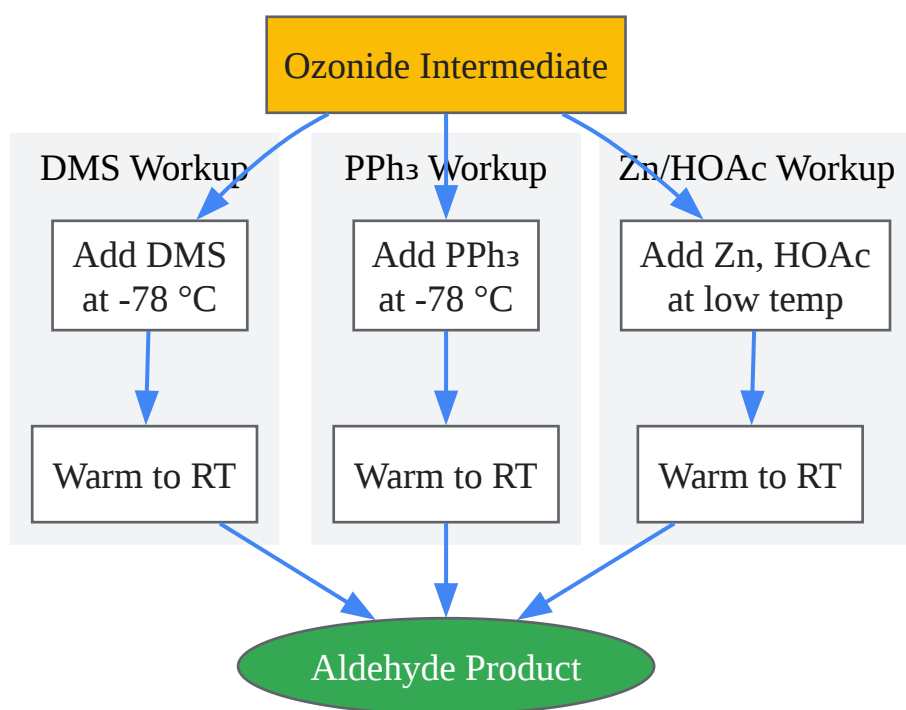 Ozonide Intermediate
DMS Workup
PPh₃ Workup
Zn/HOAc Workup
Add DMS
at -78 °C
Add PPh₃
at -78 °C
Add Zn, HOAc
at low temp
Warm to RT
Warm to RT
Warm to RT
Aldehyde Product